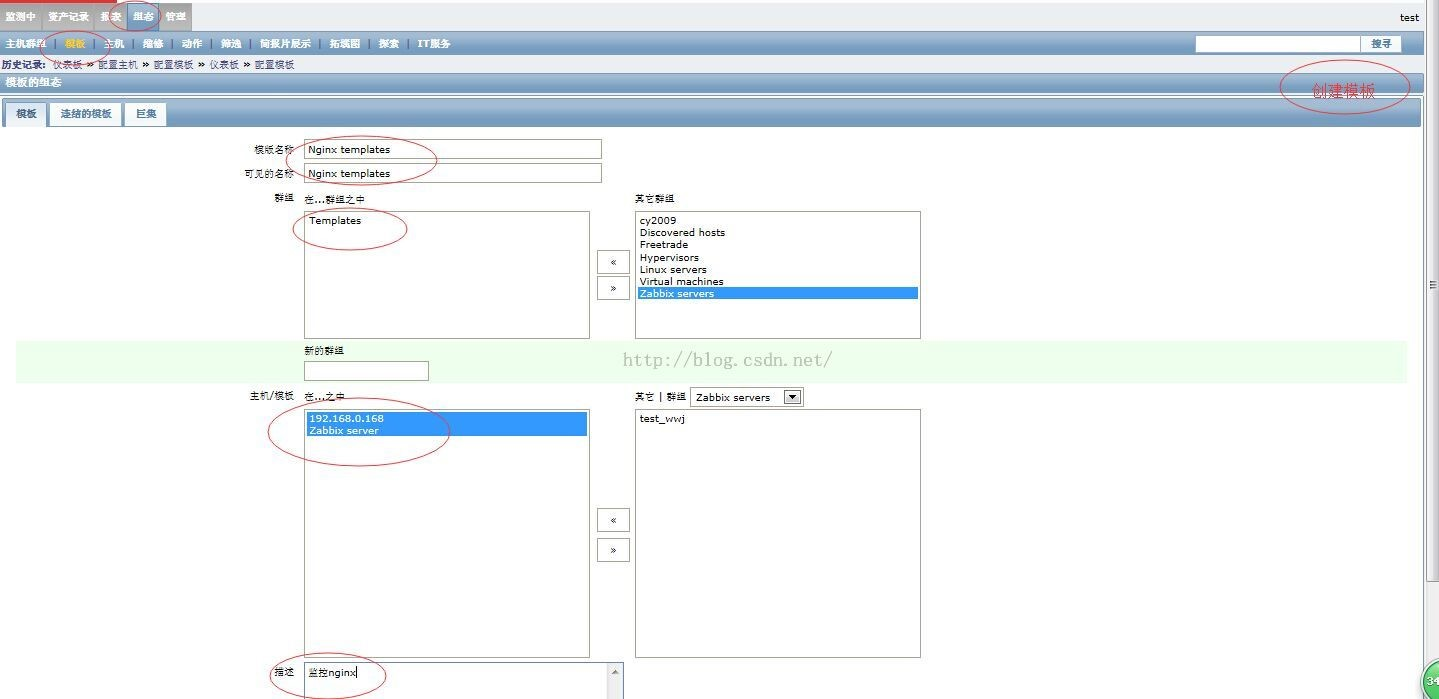 监测中 资产记录 报表 组态 管理
test
主机群组 | 模板 | 主机 | 维修 | 动作 | 筛选 | 简报片展示 | 拓墣图 | 探索 | IT服务
搜寻
历史记录: 仪表板 » 配置主机 » 配置模板 » 仪表板 » 配置模板
模板的组态
创建模板
模板 连结的模板 巨集
模版名称 Nginx templates
可见的名称 Nginx templates
群组 在...群组之中 其它群组
Templates
cy2009
Discovered hosts
Freetrade
Hypervisors
Linux servers
Virtual machines
Zabbix servers
«
»
新的群组
http://blog.csdn.net/
主机/模板 在...之中 其它 | 群组 Zabbix servers
192.168.0.168
Zabbix server
test_wwj
«
»
描述 监控nginx
34